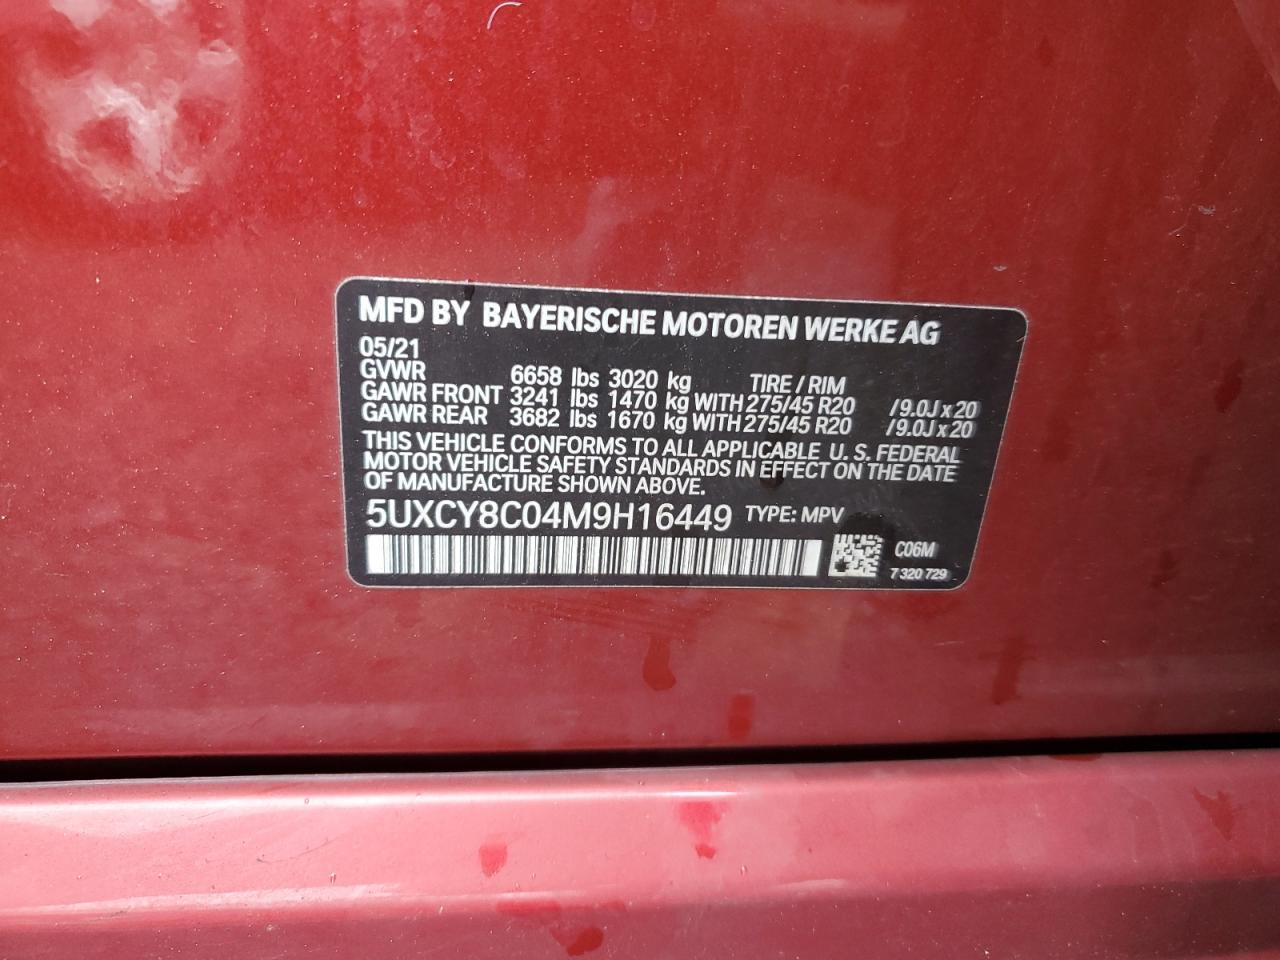 MFD BY BAYERISCHE MOTOREN WERKE AG
05/21
GVWR 6658 lbs 3020 kg TIRE / RIM
GAWR FRONT 3241 lbs 1470 kg WITH 275/45 R20 /9.0J x 20
GAWR REAR 3682 lbs 1670 kg WITH 275/45 R20 /9.0J x 20
THIS VEHICLE CONFORMS TO ALL APPLICABLE U. S. FEDERAL
MOTOR VEHICLE SAFETY STANDARDS IN EFFECT ON THE DATE
OF MANUFACTURE SHOWN ABOVE.
5UXCY8C04M9H16449 TYPE: MPV
C06M
7 320 729